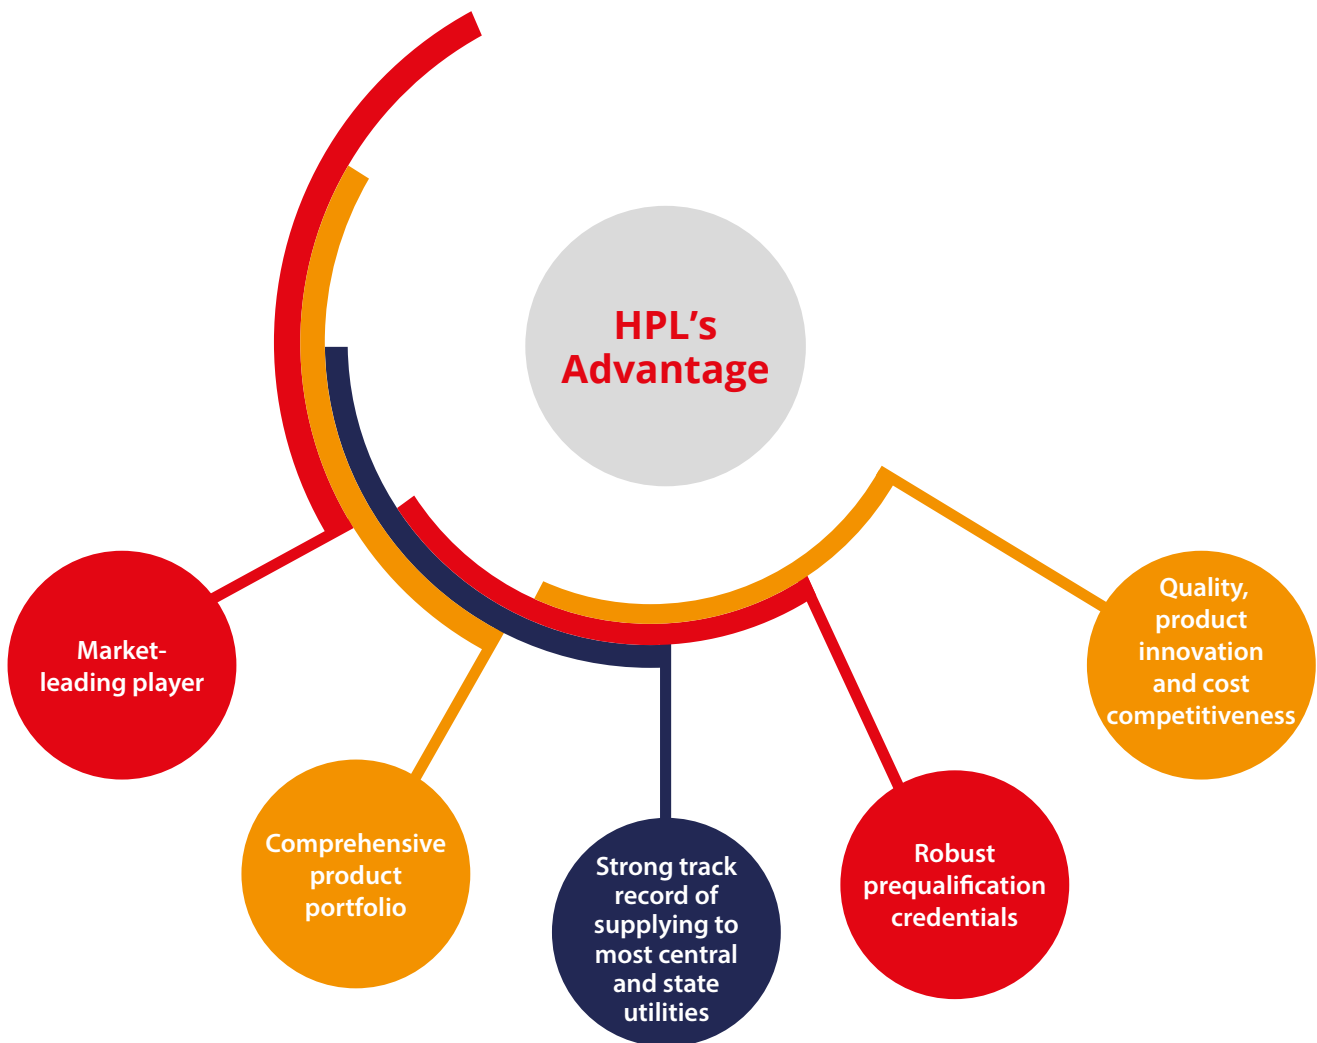 HPL’s
Advantage
Market-
leading player
Comprehensive
product
portfolio
Strong track
record of
supplying to
most central
and state
utilities
Robust
prequalification
credentials
Quality,
product
innovation
and cost
competitiveness